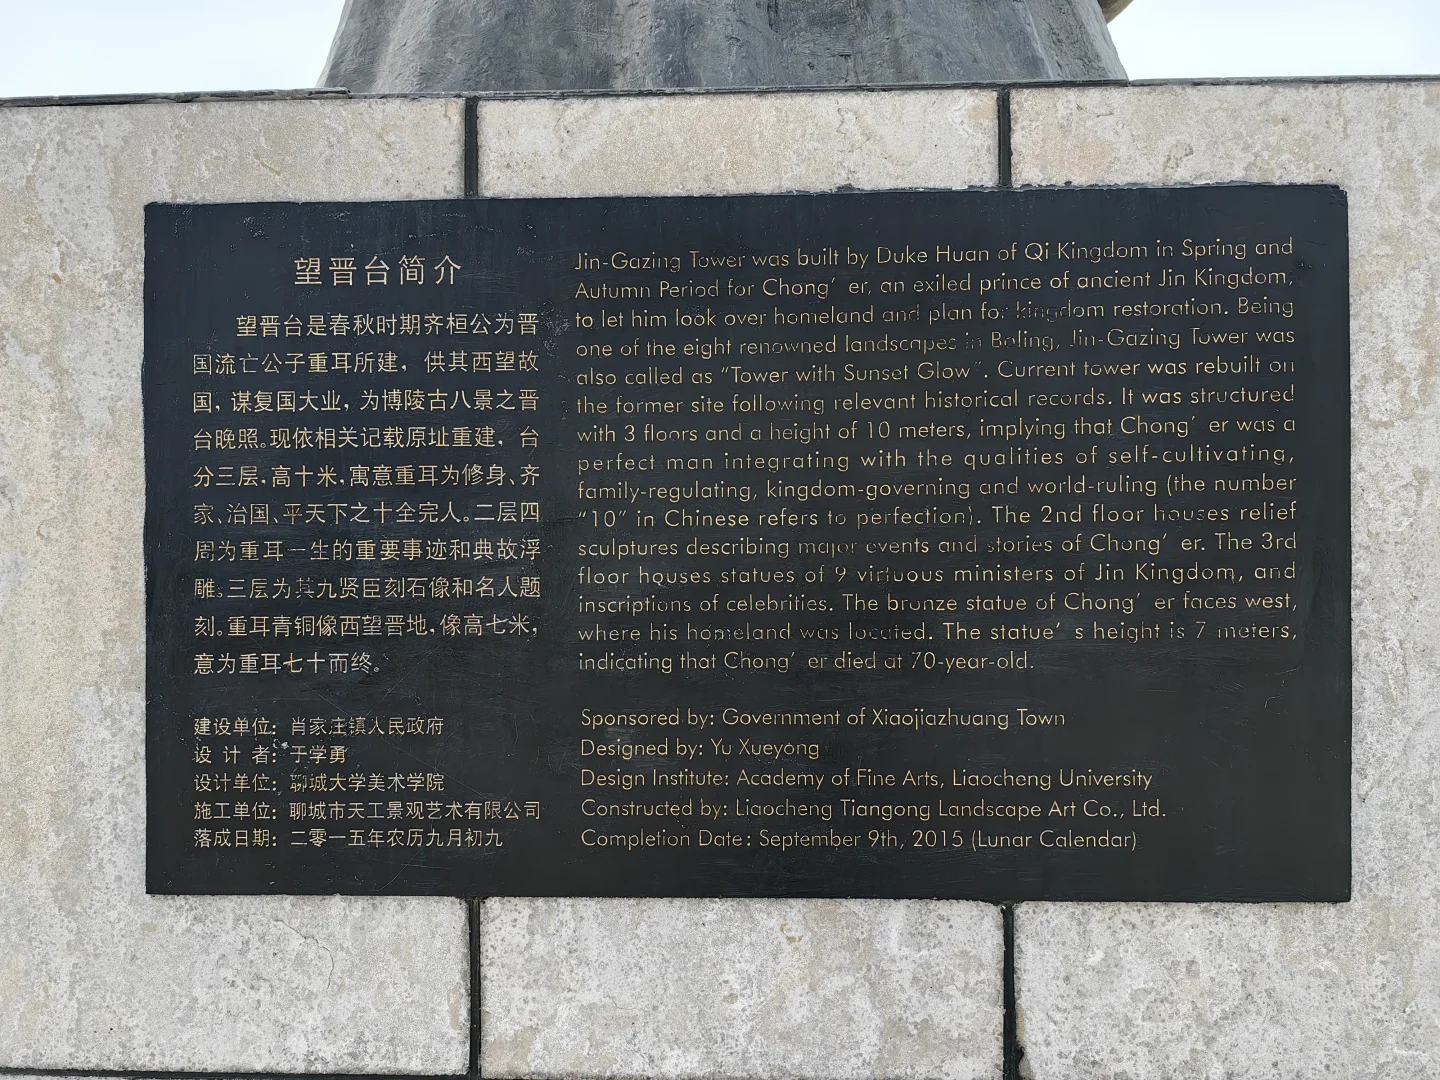 望晋台简介
望晋台是春秋时期齐桓公为晋
国流亡公子重耳所建，供其西望故
国，谋复国大业，为博陵古八景之晋
台晚照。现依相关记载原址重建，台
分三层，高十米，寓意重耳为修身、齐
家、治国、平天下之十全完人。二层四
周为重耳一生的重要事迹和典故浮
雕。三层为其九贤臣刻石像和名人题
刻。重耳青铜像西望晋地，像高七米，
意为重耳七十而终。
建设单位：肖家庄镇人民政府
设 计 者：于学勇
设计单位：聊城大学美术学院
施工单位：聊城市天工景观艺术有限公司
落成日期：二零一五年农历九月初九
Jin-Gazing Tower was built by Duke Huan of Qi Kingdom in Spring and
Autumn Period for Chong’ er, an exiled prince of ancient Jin Kingdom,
to let him look over homeland and plan for kingdom restoration. Being
one of the eight renowned landscapes in Boling, Jin-Gazing Tower was
also called as “Tower with Sunset Glow”. Current tower was rebuilt on
the former site following relevant historical records. It was structured
with 3 floors and a height of 10 meters, implying that Chong’ er was a
perfect man integrating with the qualities of self-cultivating,
family-regulating, kingdom-governing and world-ruling (the number
“10” in Chinese refers to perfection). The 2nd floor houses relief
sculptures describing major events and stories of Chong’ er. The 3rd
floor houses statues of 9 virtuous ministers of Jin Kingdom, and
inscriptions of celebrities. The bronze statue of Chong’ er faces west,
where his homeland was located. The statue’ s height is 7 meters,
indicating that Chong’ er died at 70-year-old.
Sponsored by: Government of Xiaojiazhuang Town
Designed by: Yu Xueyong
Design Institute: Academy of Fine Arts, Liaocheng University
Constructed by: Liaocheng Tiangong Landscape Art Co., Ltd.
Completion Date: September 9th, 2015 (Lunar Calendar)